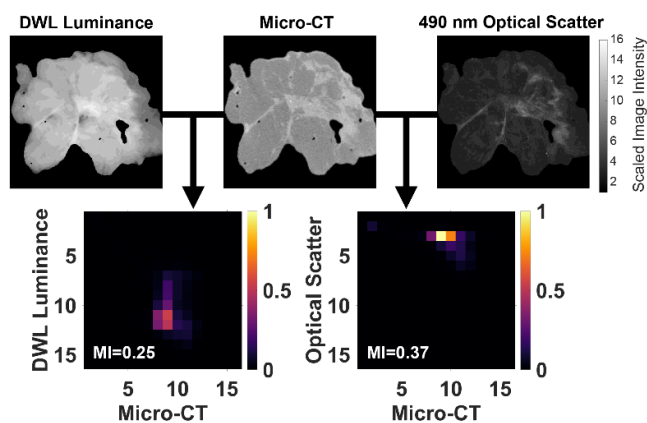 DWL Luminance
Micro-CT
490 nm Optical Scatter
16
14
12
10
8
6
4
2
Scaled Image Intensity
DWL Luminance
5
10
15
MI=0.25
5 10 15
Micro-CT
1
0.5
0
Optical Scatter
5
10
15
MI=0.37
5 10 15
Micro-CT
1
0.5
0